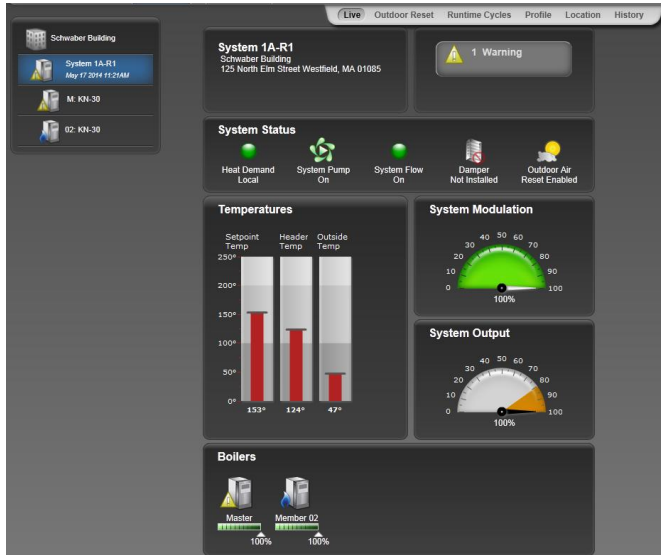 Live Outdoor Reset Runtime Cycles Profile Location History
Schwaber Building
System 1A-R1
May 17 2014 11:21AM
M: KN-30
02: KN-30
System 1A-R1
Schwaber Building
125 North Elm Street Westfield, MA 01085
1 Warning
System Status
Heat Demand
Local
System Pump
On
System Flow
On
Damper
Not Installed
Outdoor Air
Reset Enabled
Temperatures
Setpoint
Temp
Header
Temp
Outside
Temp
250°
200°
150°
100°
50°
0°
153° 124° 47°
System Modulation
0 10 20 30 40 50 60 70 80 90 100
100%
System Output
0 10 20 30 40 50 60 70 80 90 100
100%
Boilers
Master
100%
Member 02
100%